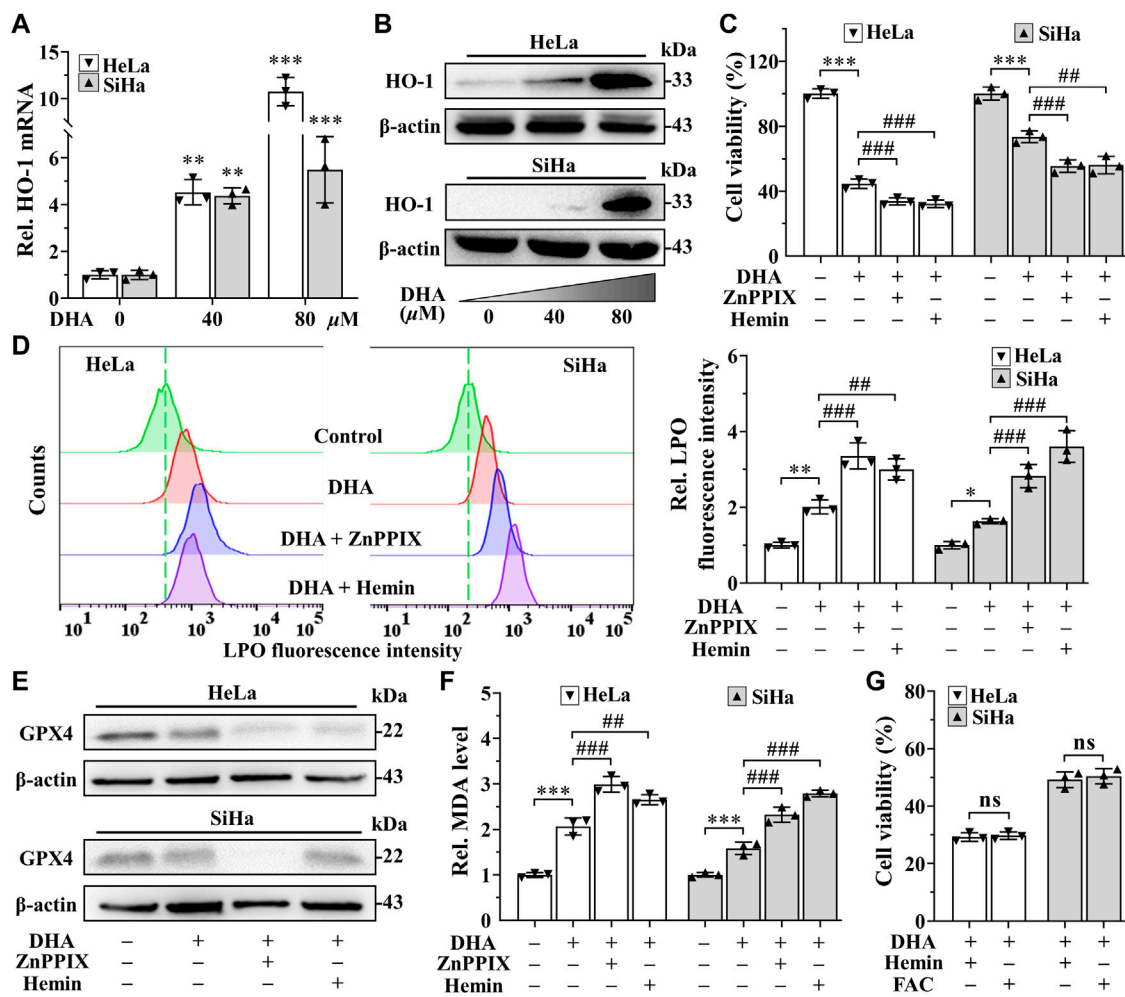 A
Rel. HO-1 mRNA
15
10
6
4
2
1
0
HeLa
SiHa
**
**
***
***
DHA 0 40 80 µM
B
HeLa kDa
HO-1 -33
β-actin -43
SiHa
HO-1 -33
β-actin -43
DHA
(µM) 0 40 80
C
HeLa SiHa
Cell viability (%)
120
80
40
0
*** ### ###
*** ### ##
DHA – + + + – + + +
ZnPPIX – – + – – – + –
Hemin – – – + – – – +
D
HeLa SiHa
Counts
Control
DHA
DHA + ZnPPIX
DHA + Hemin
10¹ 10² 10³ 10⁴ 10⁵ 10¹ 10² 10³ 10⁴ 10⁵
LPO fluorescence intensity
Rel. LPO
fluorescence intensity
6
4
2
0
HeLa
SiHa
** ### ##
* ### ###
DHA – + + + – + + +
ZnPPIX – – + – – – + –
Hemin – – – + – – – +
E
HeLa kDa
GPX4 -22
β-actin -43
SiHa
GPX4 -22
β-actin -43
DHA – + + +
ZnPPIX – – + –
Hemin – – – +
F
HeLa SiHa
Rel. MDA level
5
4
3
2
1
0
*** ### ##
*** ### ###
DHA – + + + – + + +
ZnPPIX – – + – – – + –
Hemin – – – + – – – +
G
Cell viability (%)
80
60
40
20
0
HeLa
SiHa
ns ns
DHA + + + +
Hemin + – + –
FAC – + – +